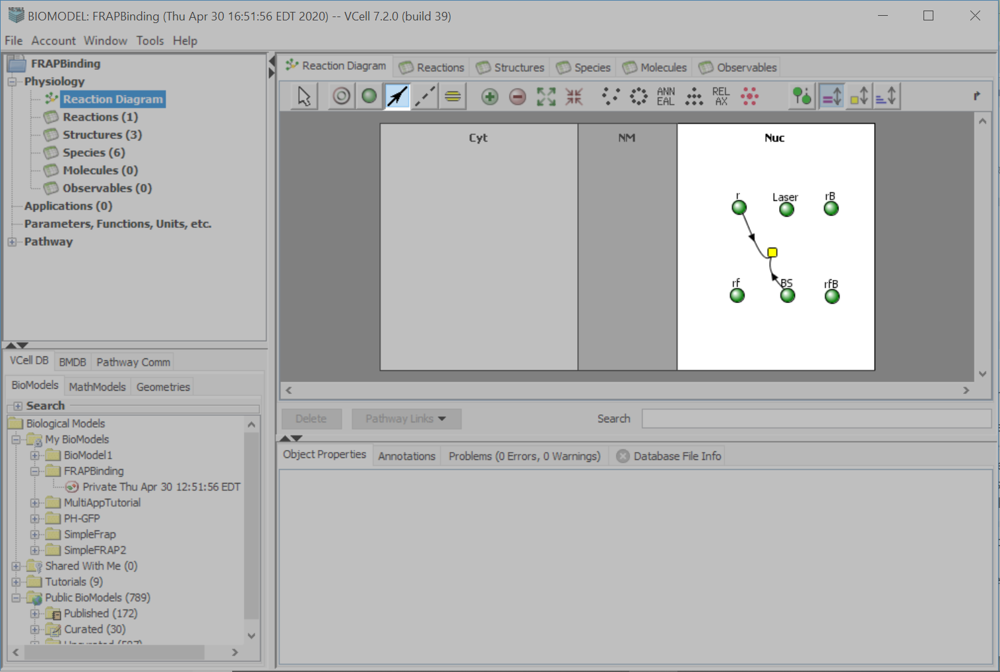 BIOMODEL: FRAPBinding (Thu Apr 30 16:51:56 EDT 2020) -- VCell 7.2.0 (build 39)
File Account Window Tools Help
FRAPBinding
Physiology
Reaction Diagram
Reactions (1)
Structures (3)
Species (6)
Molecules (0)
Observables (0)
Applications (0)
Parameters, Functions, Units, etc.
Pathway
VCell DB BMDB Pathway Comm
BioModels MathModels Geometries
Search
Biological Models
My BioModels
BioModel1
FRAPBinding
Private Thu Apr 30 12:51:56 EDT
MultiAppTutorial
PH-GFP
SimpleFrap
SimpleFRAP2
Shared With Me (0)
Tutorials (9)
Public BioModels (789)
Published (172)
Curated (30)
Reaction Diagram Reactions Structures Species Molecules Observables
ANN
EAL
REL
AX
Cyt NM Nuc
r Laser rB
rf BS rfB
Delete Pathway Links Search
Object Properties Annotations Problems (0 Errors, 0 Warnings) Database File Info